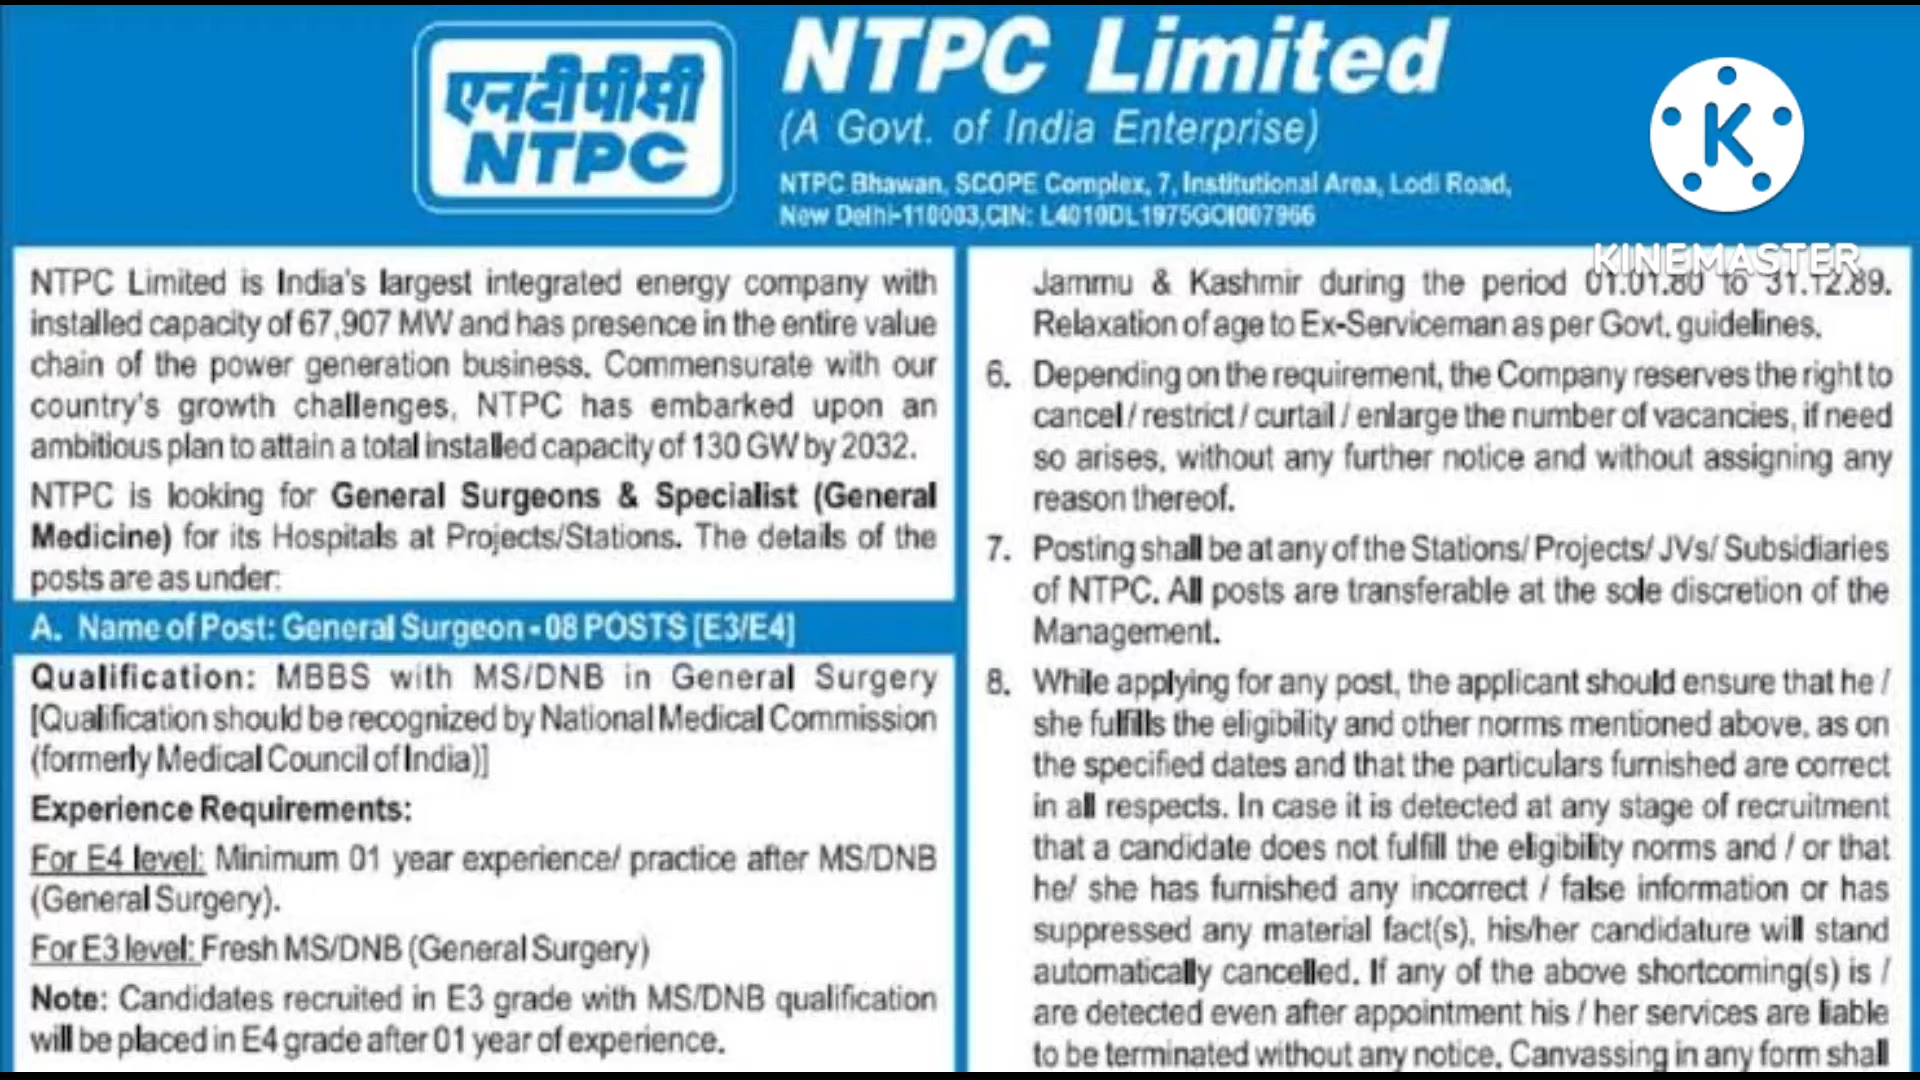 एनटीपीसी
NTPC
NTPC Limited
(A Govt. of India Enterprise)
NTPC Bhawan, SCOPE Complex, 7, Institutional Area, Lodi Road,
New Delhi-110003,CIN: L4010DL1975GOI007966
K
KINEMASTER
NTPC Limited is India's largest integrated energy company with
installed capacity of 67,907 MW and has presence in the entire value
chain of the power generation business. Commensurate with our
country's growth challenges, NTPC has embarked upon an
ambitious plan to attain a total installed capacity of 130 GW by 2032.
NTPC is looking for General Surgeons & Specialist (General
Medicine) for its Hospitals at Projects/Stations. The details of the
posts are as under:
A. Name of Post: General Surgeon - 08 POSTS [E3/E4]
Qualification: MBBS with MS/DNB in General Surgery
[Qualification should be recognized by National Medical Commission
(formerly Medical Council of India)]
Experience Requirements:
For E4 level: Minimum 01 year experience/ practice after MS/DNB
(General Surgery).
For E3 level: Fresh MS/DNB (General Surgery)
Note: Candidates recruited in E3 grade with MS/DNB qualification
will be placed in E4 grade after 01 year of experience.
Jammu & Kashmir during the period 01.01.80 to 31.12.89.
Relaxation of age to Ex-Serviceman as per Govt. guidelines.
6. Depending on the requirement, the Company reserves the right to
cancel / restrict / curtail / enlarge the number of vacancies, if need
so arises, without any further notice and without assigning any
reason thereof.
7. Posting shall be at any of the Stations/ Projects/ JVs/ Subsidiaries
of NTPC. All posts are transferable at the sole discretion of the
Management.
8. While applying for any post, the applicant should ensure that he /
she fulfills the eligibility and other norms mentioned above, as on
the specified dates and that the particulars furnished are correct
in all respects. In case it is detected at any stage of recruitment
that a candidate does not fulfill the eligibility norms and / or that
he/ she has furnished any incorrect / false information or has
suppressed any material fact(s), his/her candidature will stand
automatically cancelled. If any of the above shortcoming(s) is /
are detected even after appointment his / her services are liable
to be terminated without any notice. Canvassing in any form shall